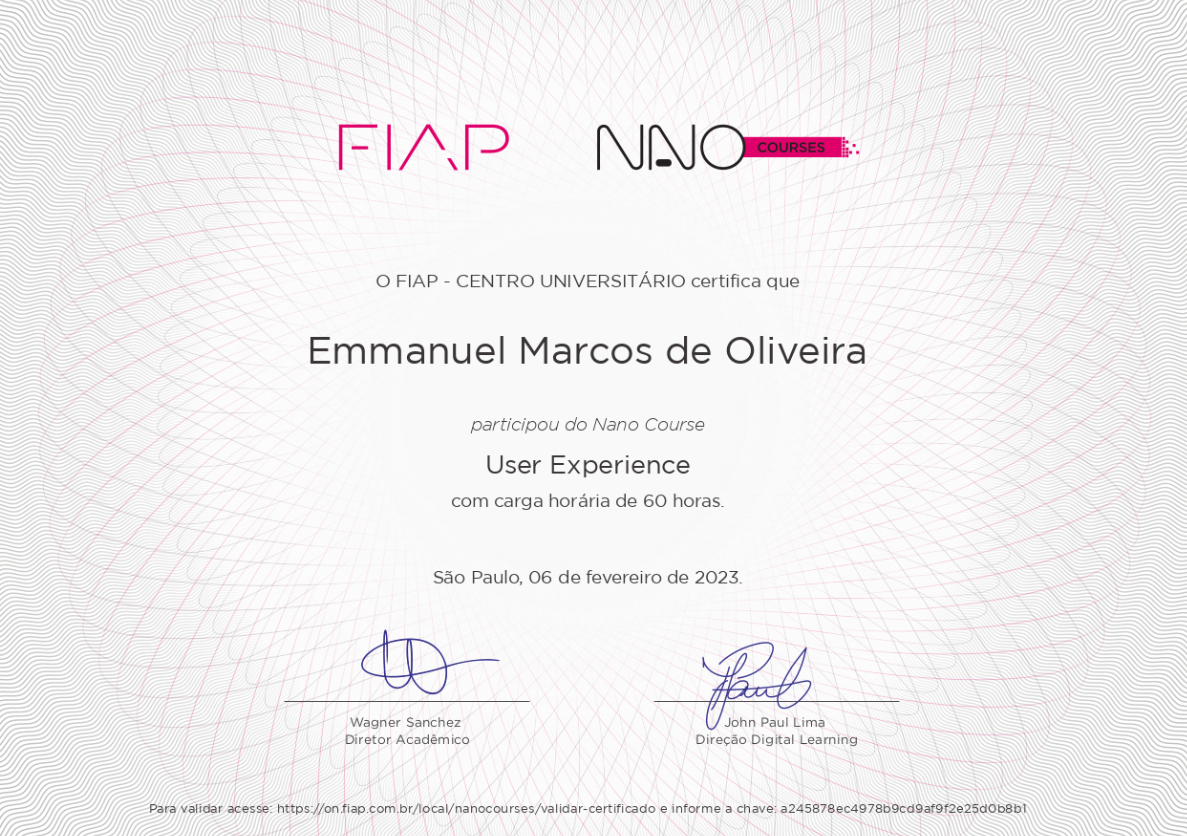 FIAP NANO COURSES
O FIAP - CENTRO UNIVERSITÁRIO certifica que
Emmanuel Marcos de Oliveira
participou do Nano Course
User Experience
com carga horária de 60 horas.
São Paulo, 06 de fevereiro de 2023.
Wagner Sanchez
Diretor Acadêmico
John Paul Lima
Direção Digital Learning
Para validar acesse: https://on.fiap.com.br/local/nanocourses/validar-certificado e informe a chave: a245878ec4978b9cd9af9f2e25d0b8b1